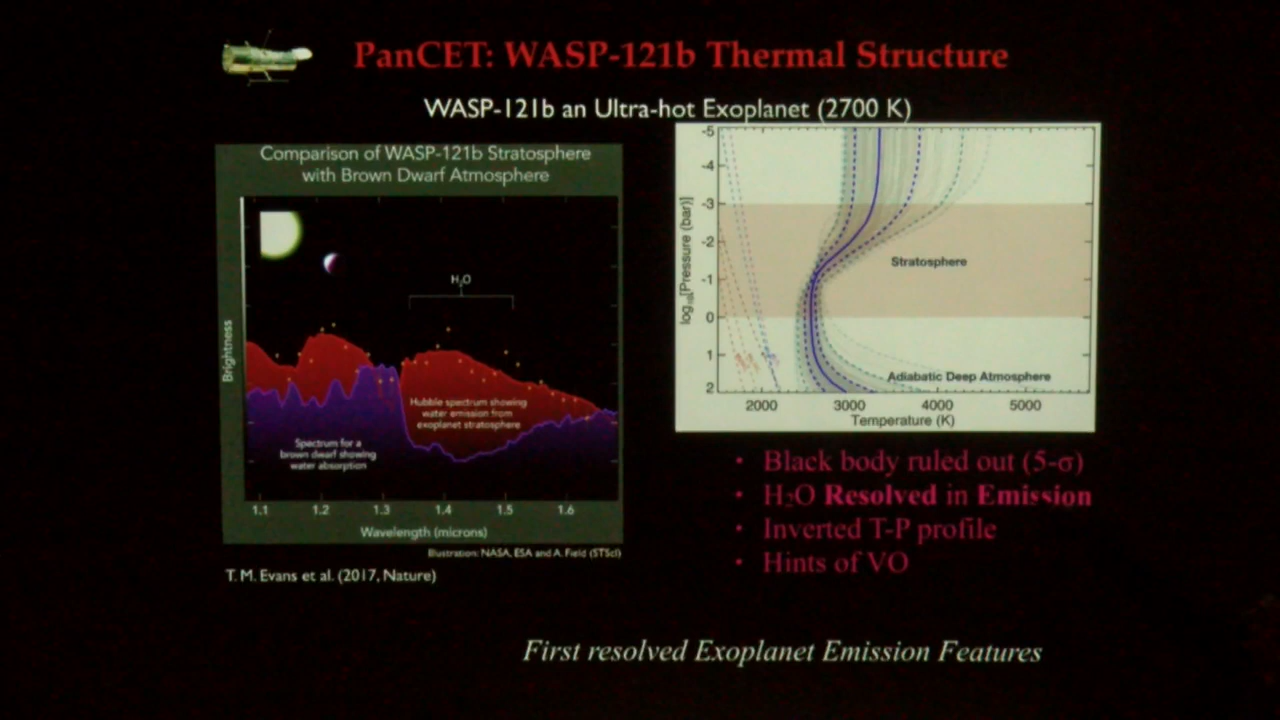 PanCET: WASP-121b Thermal Structure
WASP-121b an Ultra-hot Exoplanet (2700 K)
Comparison of WASP-121b Stratosphere
with Brown Dwarf Atmosphere
H₂O
Brightness
Hubble spectrum showing
water emission from
exoplanet stratosphere
Spectrum for a
brown dwarf showing
water absorption
1.1 1.2 1.3 1.4 1.5 1.6
Wavelength (microns)
Illustration: NASA, ESA and A. Field (STScI)
T. M. Evans et al. (2017, Nature)
-5
-4
-3
-2
-1
0
1
2
log₁₀[Pressure (bar)]
Stratosphere
Adiabatic Deep Atmosphere
2000 3000 4000 5000
Temperature (K)
• Black body ruled out (5-σ)
• H₂O Resolved in Emission
• Inverted T-P profile
• Hints of VO
First resolved Exoplanet Emission Features